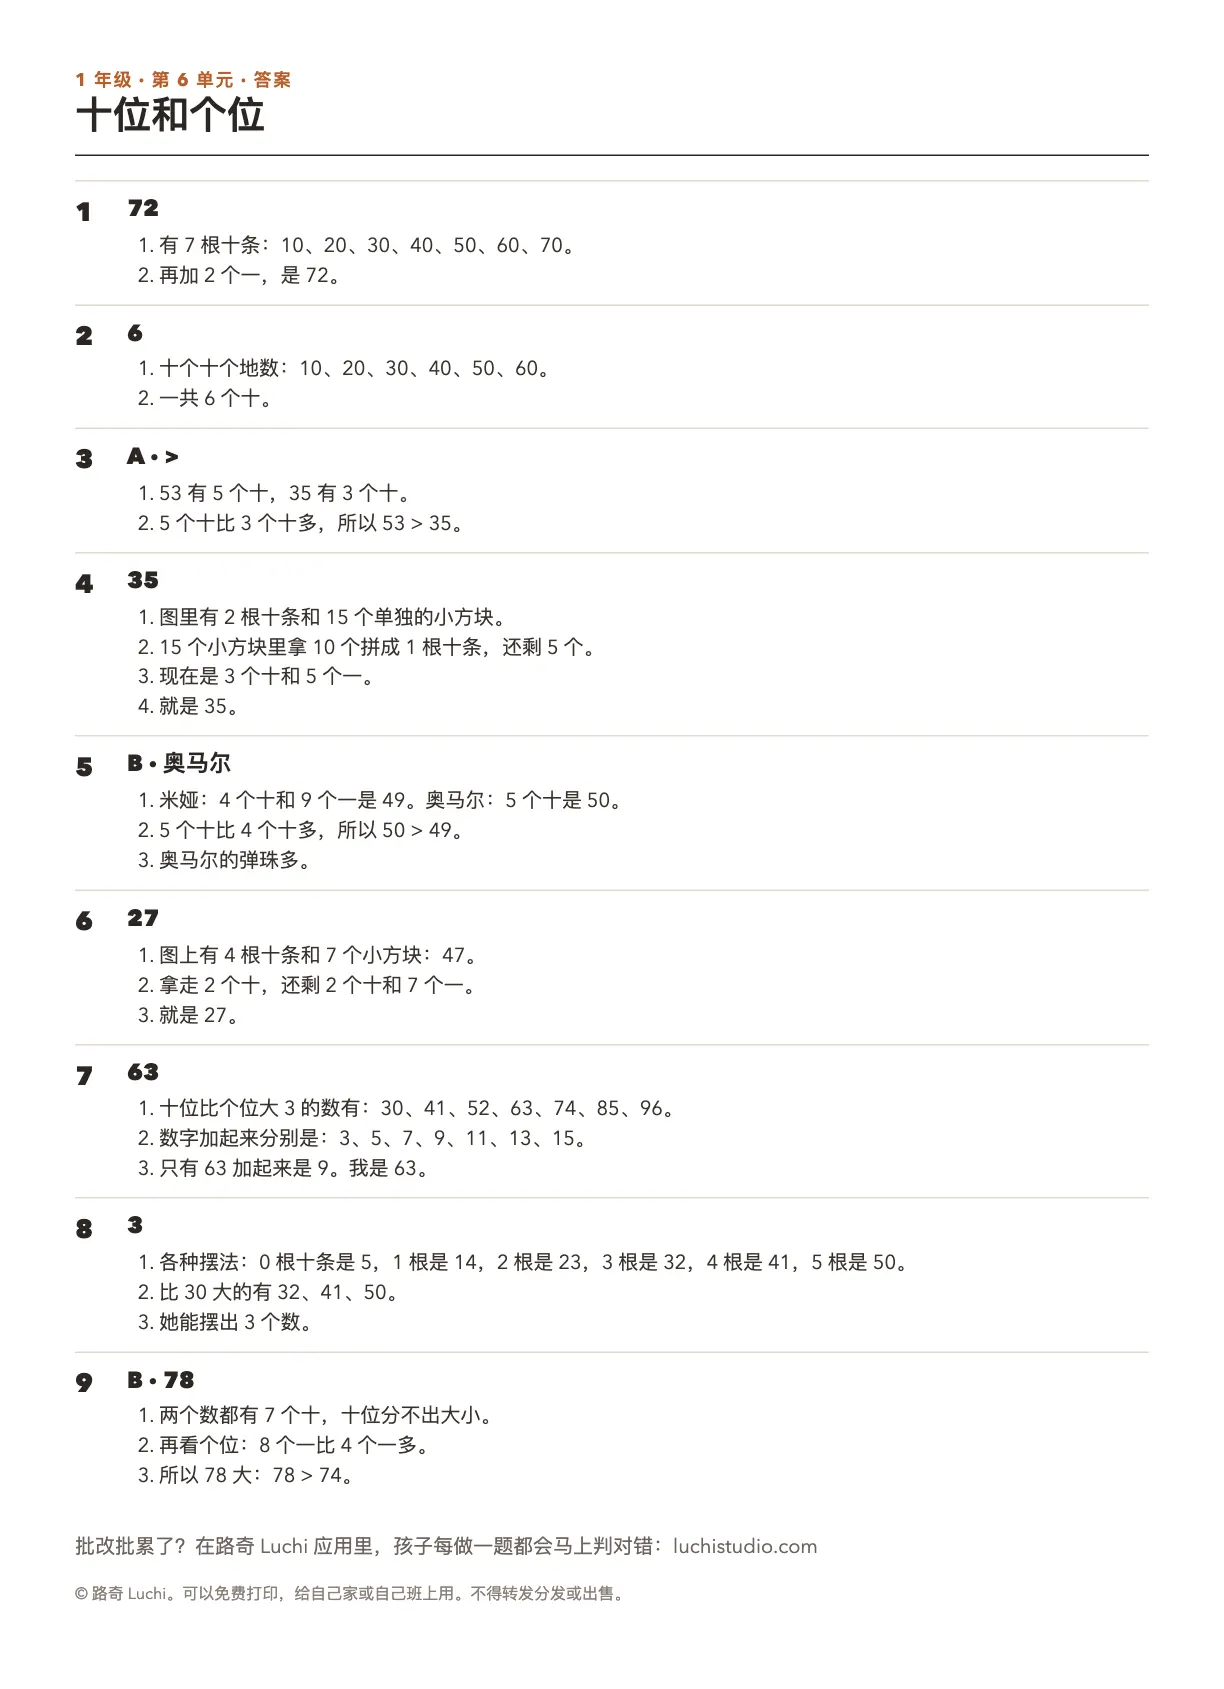 1 年级 · 第 6 单元 · 答案
十位和个位
1 72
1. 有 7 根十条：10、20、30、40、50、60、70。
2. 再加 2 个一，是 72。
2 6
1. 十个十个地数：10、20、30、40、50、60。
2. 一共 6 个十。
3 A · >
1. 53 有 5 个十，35 有 3 个十。
2. 5 个十比 3 个十多，所以 53 > 35。
4 35
1. 图里有 2 根十条和 15 个单独的小方块。
2. 15 个小方块里拿 10 个拼成 1 根十条，还剩 5 个。
3. 现在是 3 个十和 5 个一。
4. 就是 35。
5 B · 奥马尔
1. 米娅：4 个十和 9 个一是 49。奥马尔：5 个十是 50。
2. 5 个十比 4 个十多，所以 50 > 49。
3. 奥马尔的弹珠多。
6 27
1. 图上有 4 根十条和 7 个小方块：47。
2. 拿走 2 个十，还剩 2 个十和 7 个一。
3. 就是 27。
7 63
1. 十位比个位大 3 的数有：30、41、52、63、74、85、96。
2. 数字加起来分别是：3、5、7、9、11、13、15。
3. 只有 63 加起来是 9。我是 63。
8 3
1. 各种摆法：0 根十条是 5，1 根是 14，2 根是 23，3 根是 32，4 根是 41，5 根是 50。
2. 比 30 大的有 32、41、50。
3. 她能摆出 3 个数。
9 B · 78
1. 两个数都有 7 个十，十位分不出大小。
2. 再看个位：8 个一比 4 个一多。
3. 所以 78 大：78 > 74。
批改批累了？在路奇 Luchi 应用里，孩子每做一题都会马上判对错：luchistudio.com
© 路奇 Luchi。可以免费打印，给自己家或自己班上用。不得转发分发或出售。